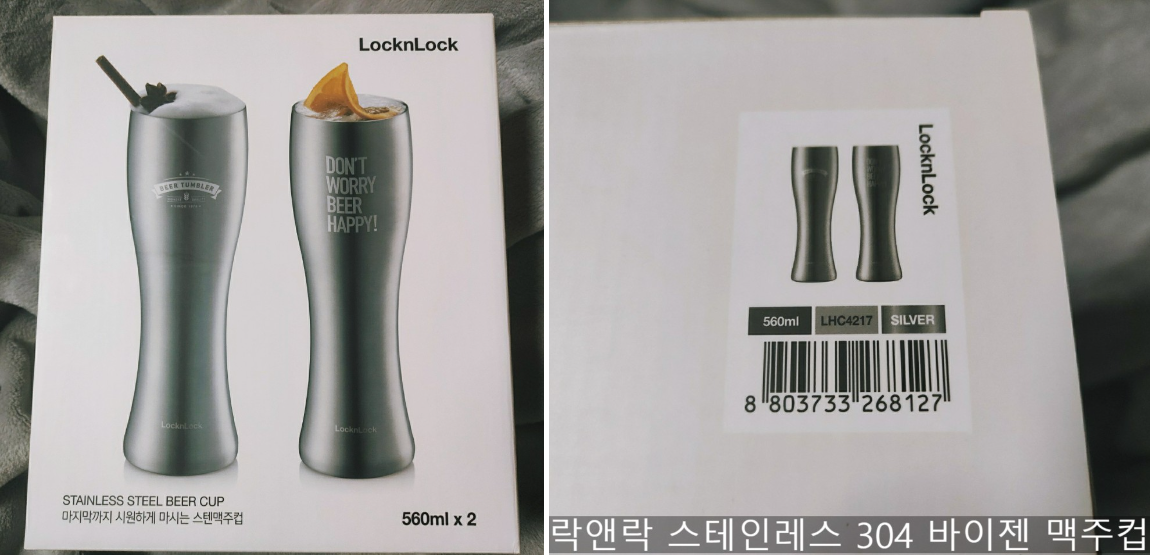 LocknLock
BEER TUMBLER
DON'T
WORRY
BEER
HAPPY!
LocknLock
LocknLock
STAINLESS STEEL BEER CUP
마지막까지 시원하게 마시는 스텐맥주컵
560ml x 2
LocknLock
560ml
LHC4217
SILVER
8 803733 268127
락앤락 스테인레스 304 바이젠 맥주컵